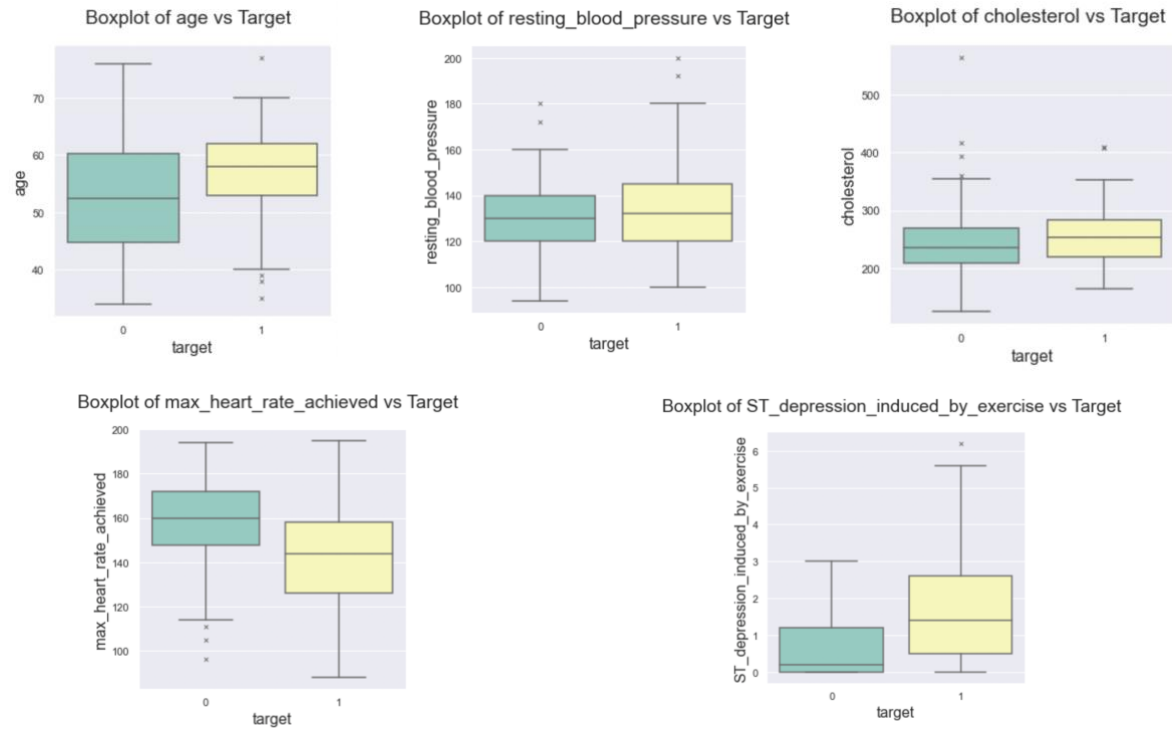 Boxplot of age vs Target
70
60
50
40
age
0 1
target
Boxplot of resting_blood_pressure vs Target
200
180
160
140
120
100
resting_blood_pressure
0 1
target
Boxplot of cholesterol vs Target
500
400
300
200
cholesterol
0 1
target
Boxplot of max_heart_rate_achieved vs Target
200
180
160
140
120
100
max_heart_rate_achieved
0 1
target
Boxplot of ST_depression_induced_by_exercise vs Target
6
5
4
3
2
1
0
ST_depression_induced_by_exercise
0 1
target